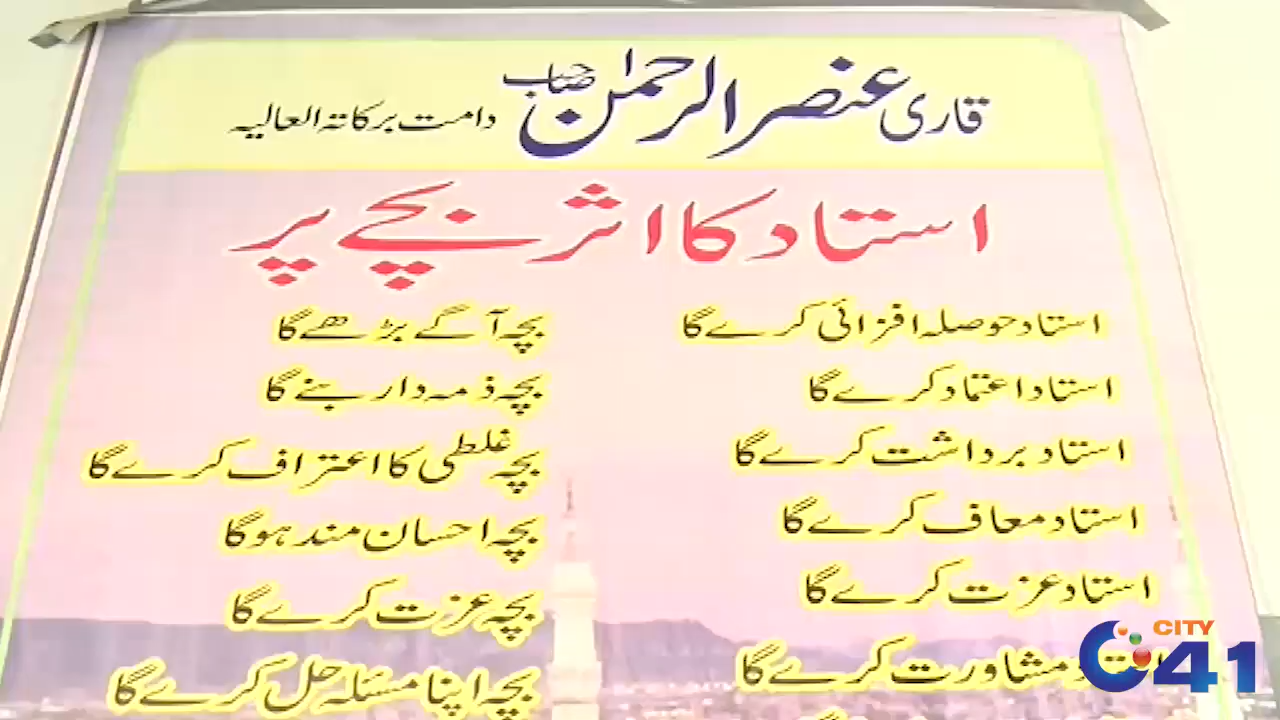 قاری عنصر الرحمٰن صاحب دامت برکاتہ العالیہ
استاد کا اثر بچے پر
استاد حوصلہ افزائی کرے گا بچہ آگے بڑھے گا
استاد اعتماد کرے گا بچہ ذمہ دار بنے گا
استاد برداشت کرے گا بچہ غلطی کا اعتراف کرے گا
استاد معاف کرے گا بچہ احسان مند ہوگا
استاد عزت کرے گا بچہ عزت کرے گا
استاد مشاورت کرے گا بچہ اپنا مسئلہ حل کرے گا
CITY
41